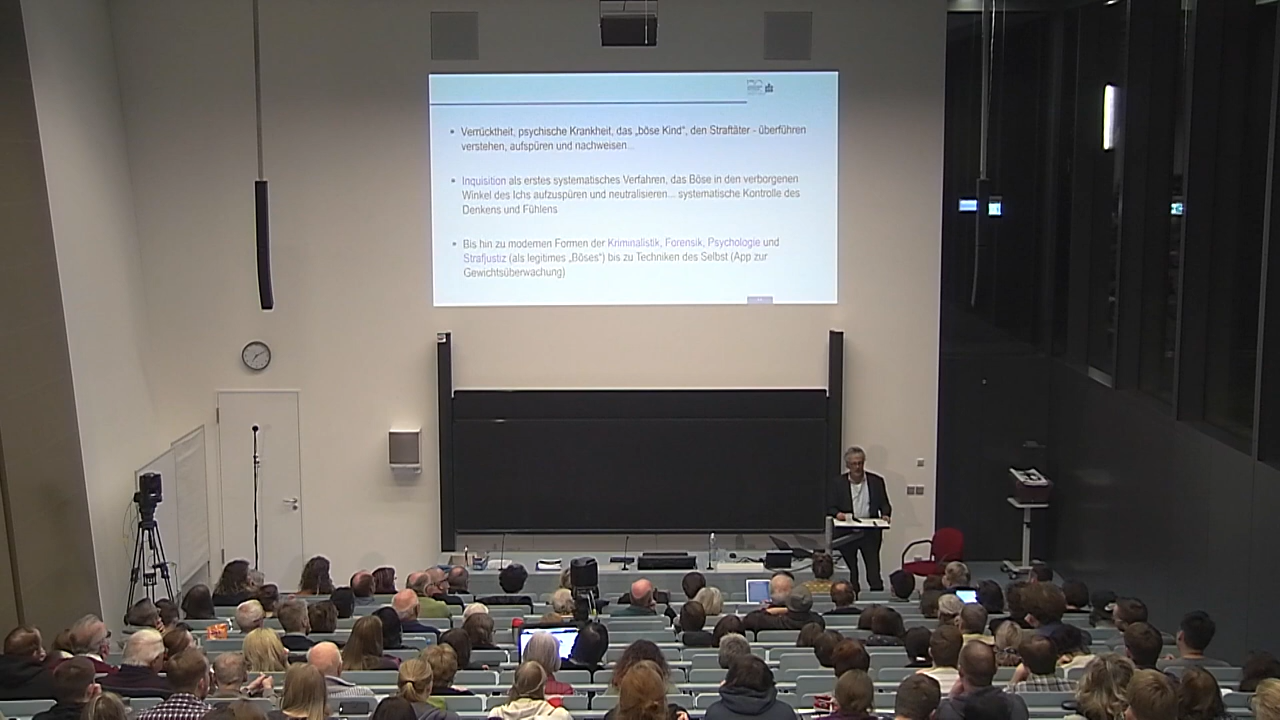 • Verrücktheit, psychische Krankheit, das „böse Kind“, den Straftäter - überführen
verstehen, aufspüren und nachweisen...
• Inquisition als erstes systematisches Verfahren, das Böse in den verborgenen
Winkel des Ichs aufzuspüren und neutralisieren... systematische Kontrolle des
Denkens und Fühlens
• Bis hin zu modernen Formen der Kriminalistik, Forensik, Psychologie und
Strafjustiz (als legitimes „Böses“) bis zu Techniken des Selbst (App zur
Gewichtsüberwachung)